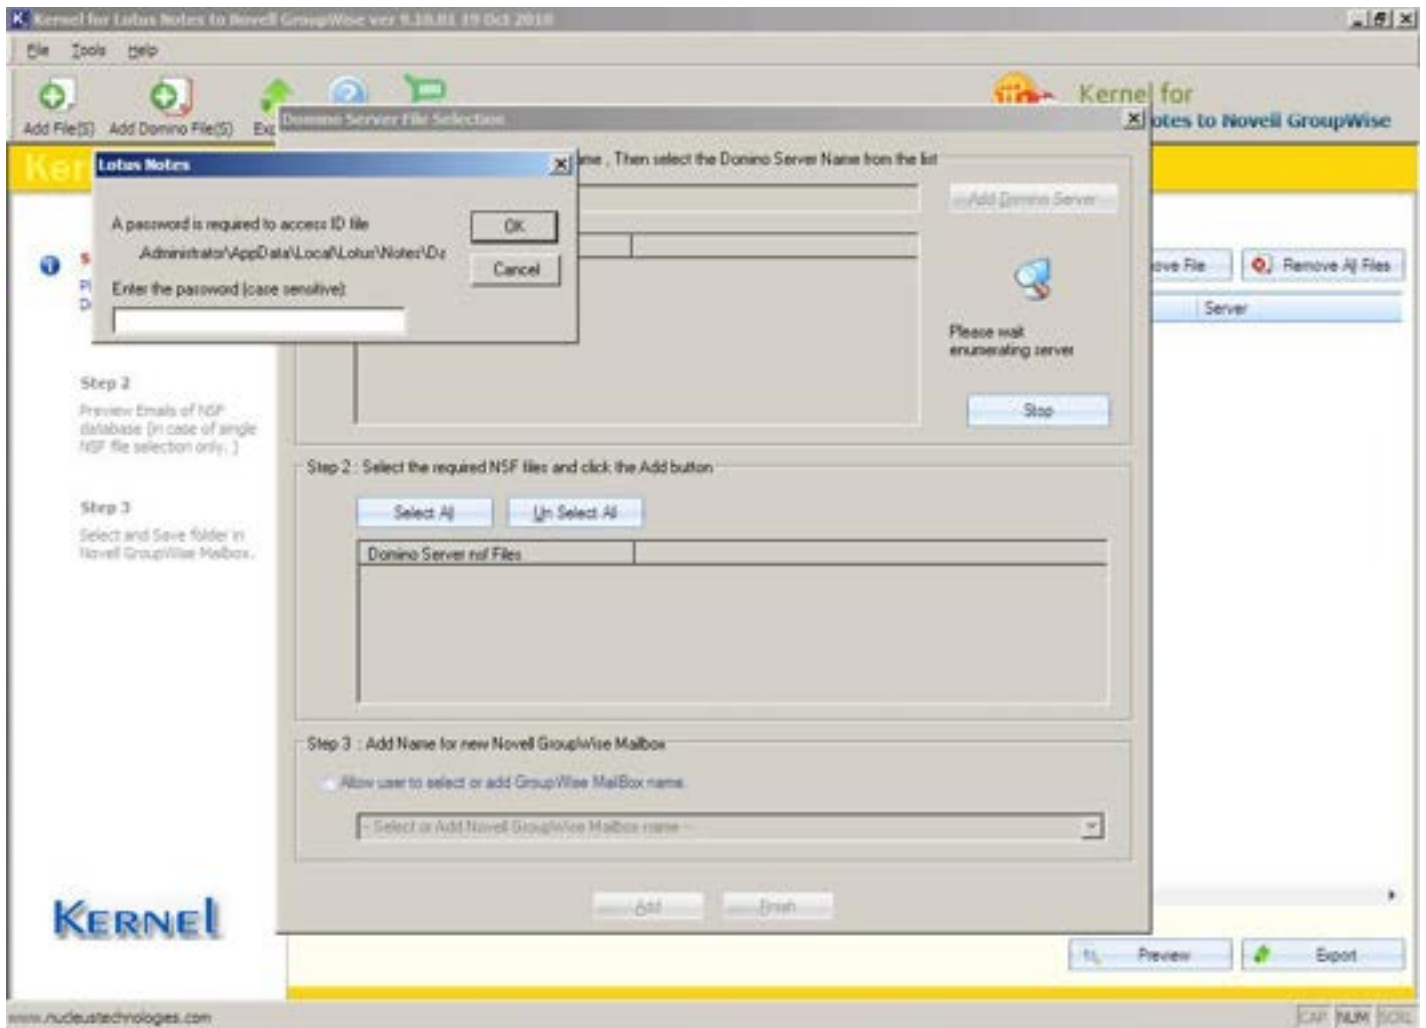 Kernel for Lotus Notes to Novell GroupWise ver 9.10.01 19 Oct 2010
File Tools Help
Add File(S) Add Domino File(S)
Kernel for
otes to Novell GroupWise
Domino Server File Selection
Ker
Lotus Notes
ame , Then select the Domino Server Name from the list
A password is required to access ID file
Administrator\AppData\Local\Lotus\Notes\Da
Enter the password (case sensitive)
OK
Cancel
Add Domino Server
Please wait
enumerating server
Stop
ove File
Remove All Files
Server
Step 2
Preview Emails of NSF
database (in case of single
NSF file selection only. )
Step 3
Select and Save folder in
Novell GroupWise Mailbox.
Step 2 : Select the required NSF files and click the Add button
Select All Un Select All
Domino Server nsf Files
Step 3 : Add Name for new Novell GroupWise Mailbox
Allow user to select or add GroupWise MailBox name.
-- Select or Add Novell GroupWise Mailbox name --
Add Finish
KERNEL
Preview Export
www.nucleustechnologies.com
CAP NUM SCRL